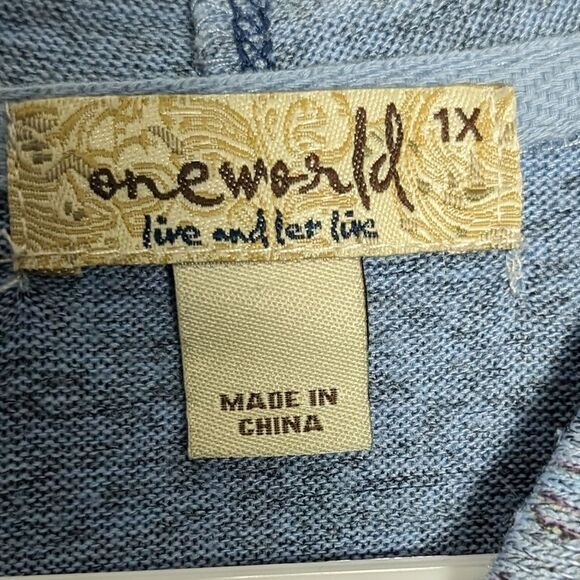 oneworld 1X
live and let live
MADE IN
CHINA